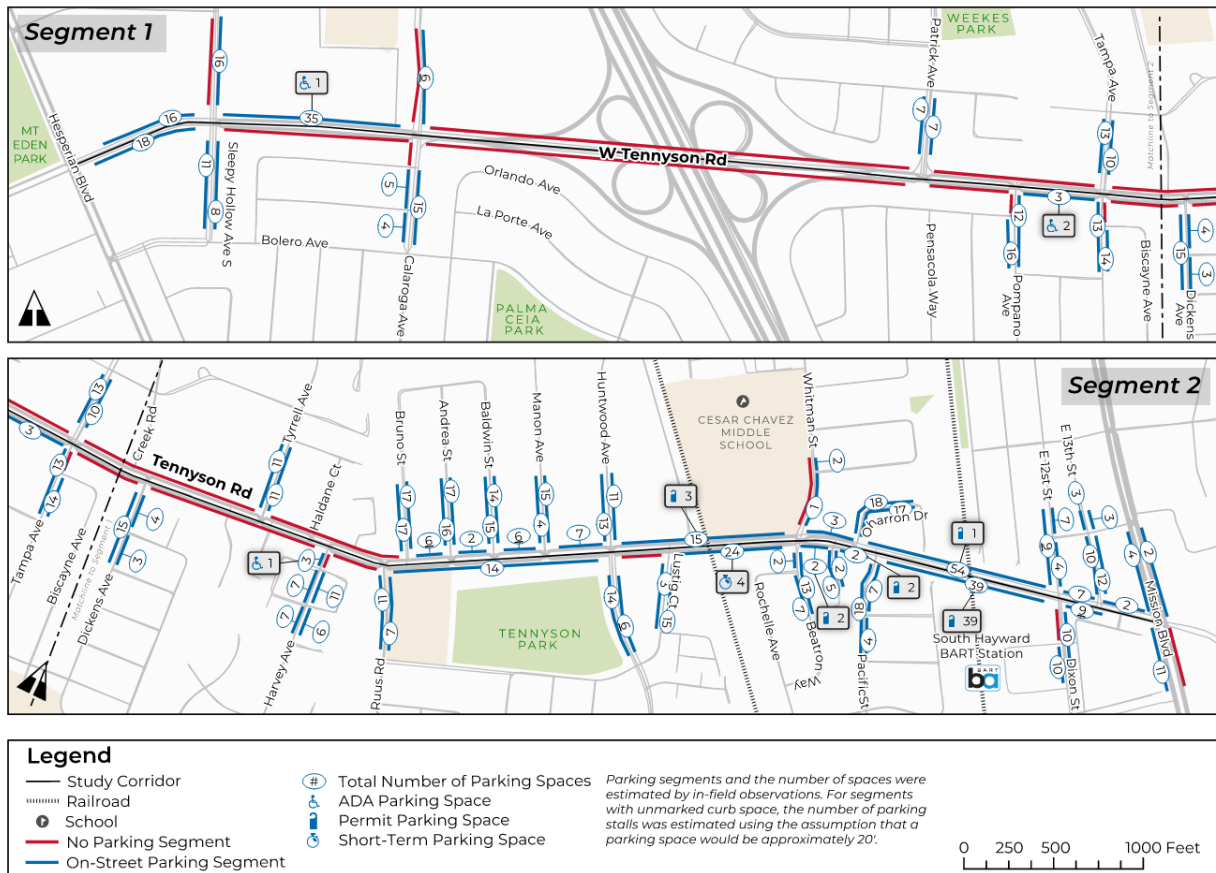 Segment 1
WEEKES
PARK
Patrick Ave
Tampa Ave
Matchline to Segment 2
MT
EDEN
PARK
Hesperian Blvd
16
6
1
35
16
18
7
7
13
10
W Tennyson Rd
11
8
Sleepy Hollow Ave S
5
15
4
Orlando Ave
La Porte Ave
Bolero Ave
Calaroga Ave
PALMA
CEIA
PARK
Pensacola Way
12
16
Pompano
Ave
3
2
13
14
Biscayne Ave
4
15
3
Dickens
Ave
Segment 2
3
10
13
13
14
Tampa Ave
Biscayne Ave
Matchline to Segment 1
Dickens Ave
Creek Rd
15
4
3
Tennyson Rd
Tyrrell Ave
11
11
Haldane Ct
1
3
7
11
7
6
Harvey Ave
11
7
Ruus Rd
Bruno St
17
17
Andrea St
17
16
Baldwin St
14
15
Manon Ave
15
4
Huntwood Ave
11
13
6
2
6
7
14
TENNYSON
PARK
14
6
3
15
Lustig Ct
3
15
24
4
CESAR CHAVEZ
MIDDLE
SCHOOL
Whitman St
2
1
3
18
17
2
13
7
2
5
2
2
2
Rochelle Ave
Beatron
Way
7
18
4
Pacific St
1
54
39
39
South Hayward
BART Station
BART
ba
E 12st St
E 13th St
7
9
4
3
3
10
12
7
9
2
4
2
Mission Blvd
11
10
10
Dixon St
Legend
Study Corridor
Railroad
School
No Parking Segment
On-Street Parking Segment
# Total Number of Parking Spaces
ADA Parking Space
Permit Parking Space
Short-Term Parking Space
Parking segments and the number of spaces were
estimated by in-field observations. For segments
with unmarked curb space, the number of parking
stalls was estimated using the assumption that a
parking space would be approximately 20'.
0 250 500 1000 Feet